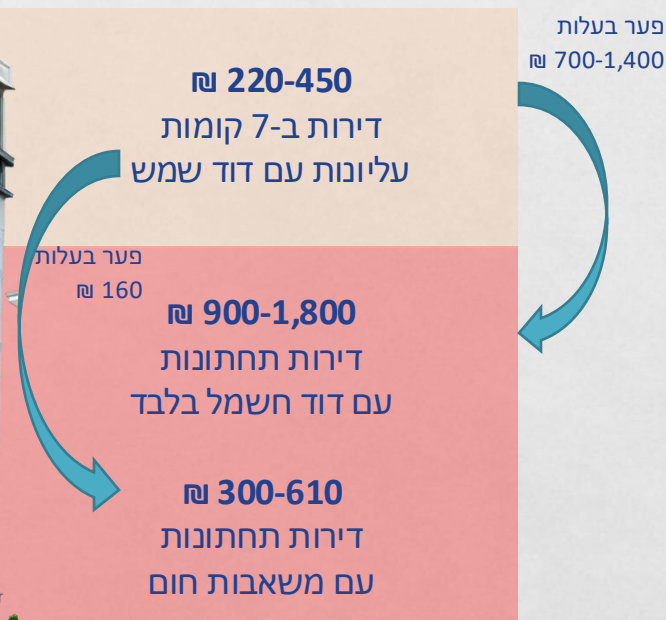 פער בעלות
700-1,400 ₪
220-450 ₪
דירות ב-7 קומות
עליונות עם דוד שמש
פער בעלות
160 ₪
900-1,800 ₪
דירות תחתונות
עם דוד חשמל בלבד
300-610 ₪
דירות תחתונות
עם משאבות חום